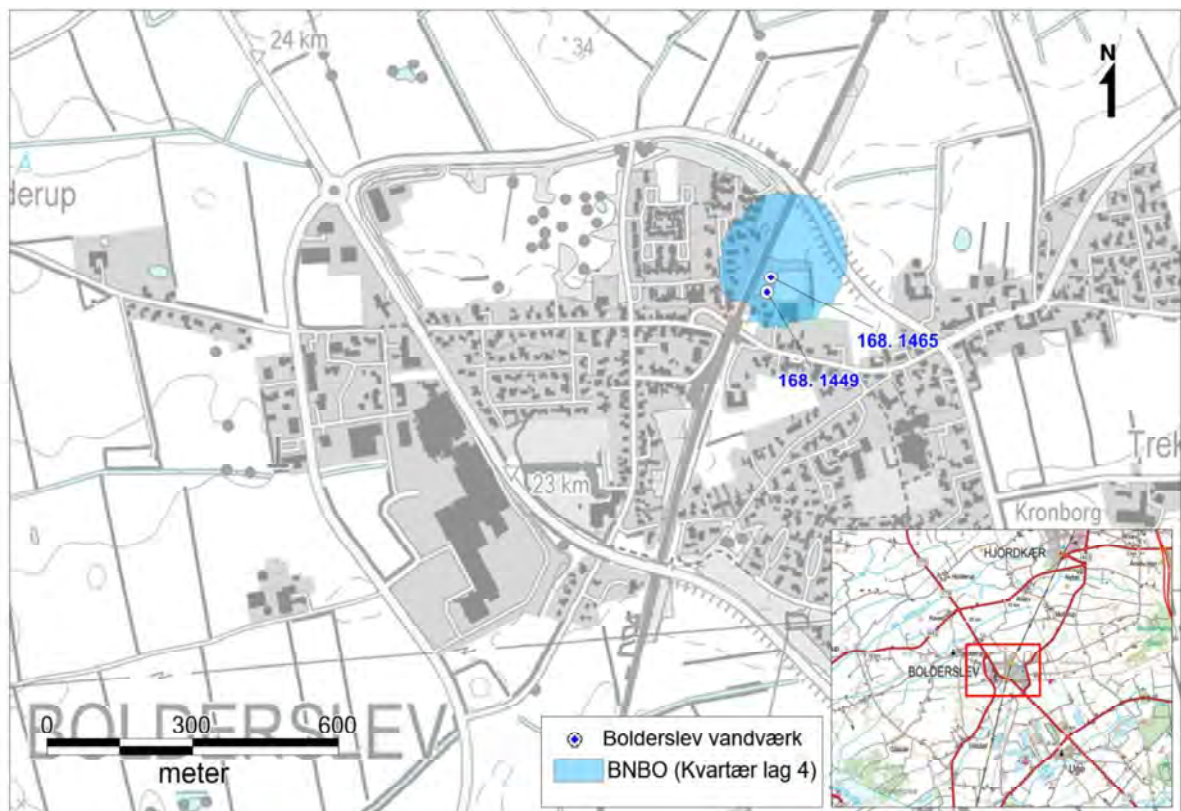 24 km
34
N
derup
168. 1465
168. 1449
23 km
Trek
Kronborg
HJORDKÆR
BOLDERSLEV
Uge
BOLDERSLEV
0 300 600
meter
Bolderslev vandværk
BNBO (Kvartær lag 4)